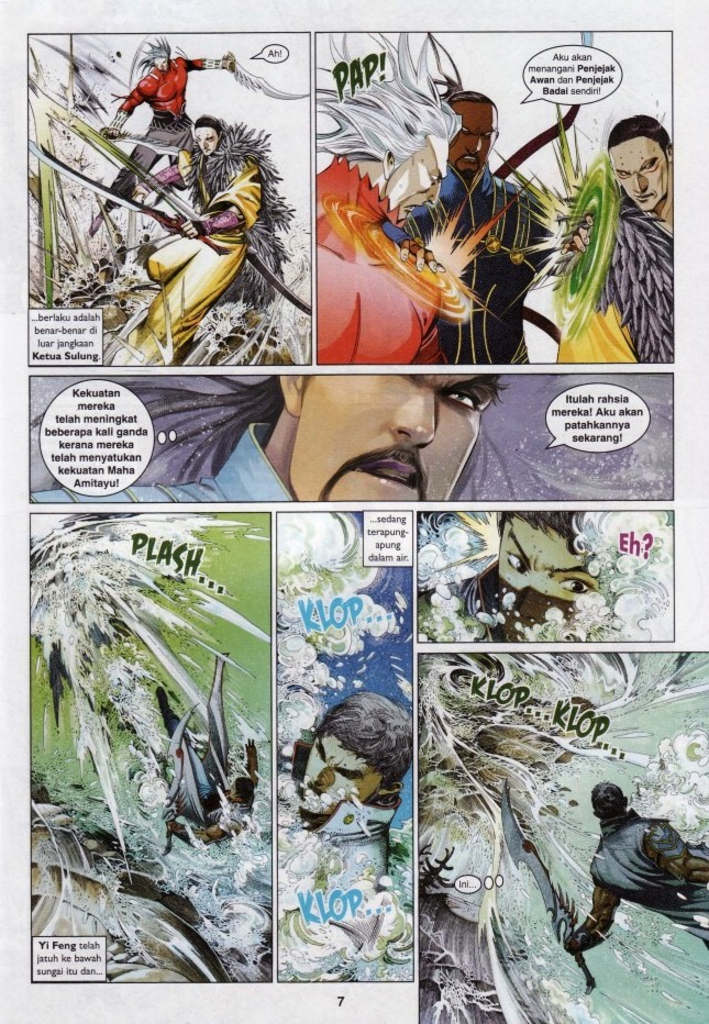 Ah!
...berlaku adalah
benar-benar di
luar jangkaan
Ketua Sulung.
PAP!
Aku akan
menangani Penjejak
Awan dan Penjejak
Badai sendiri!
Kekuatan
mereka
telah meningkat
beberapa kali ganda
kerana mereka
telah menyatukan
kekuatan Maha
Amitayu!
Itulah rahsia
mereka! Aku akan
patahkannya
sekarang!
PLASH...
Yi Feng telah
jatuh ke bawah
sungai itu dan...
...sedang
terapung-
apung
dalam air.
KLOP...
KLOP...
Eh?
KLOP...KLOP...
Ini...
7